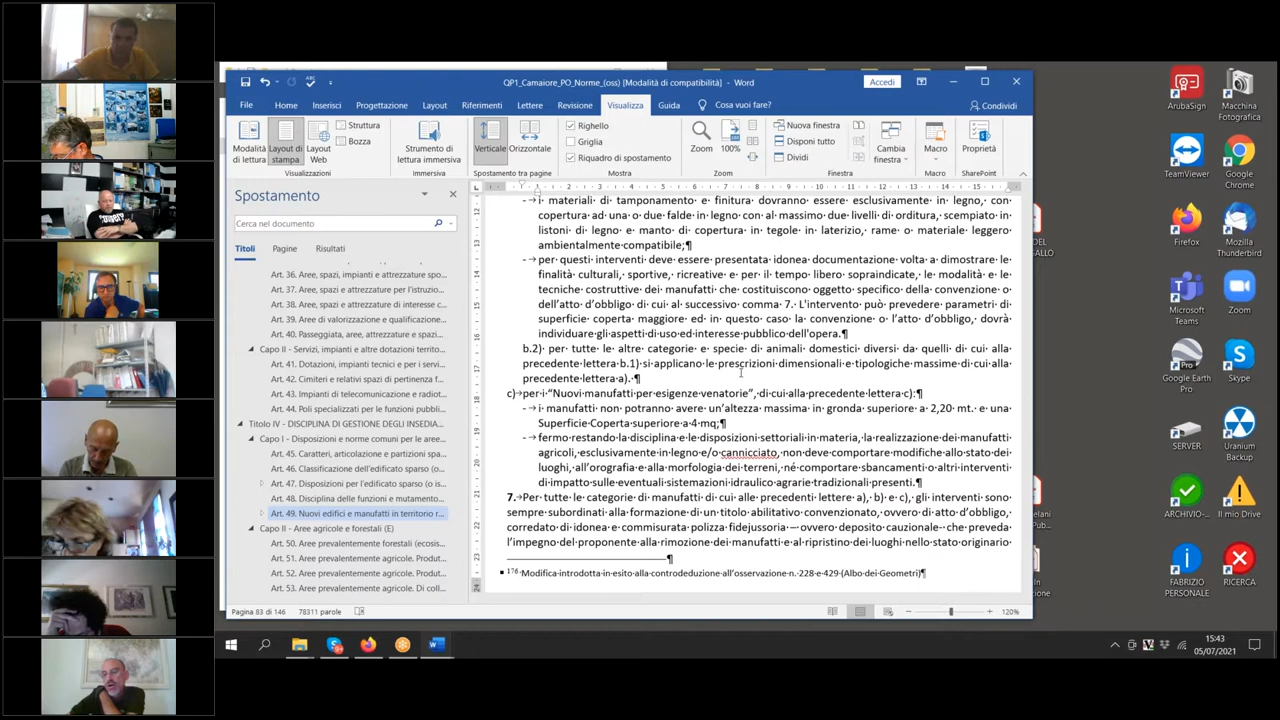 QP1_Camaiore_PO_Norme_(oss) [Modalità di compatibilità] - Word
Accedi
File Home Inserisci Progettazione Layout Riferimenti Lettere Revisione Visualizza Guida Cosa vuoi fare? Condividi
Modalità di lettura
Layout di stampa
Layout Web
Struttura
Bozza
Visualizzazioni
Strumento di lettura immersiva
Immersiva
Verticale
Orizzontale
Spostamento tra pagine
Righello
Griglia
Riquadro di spostamento
Mostra
Zoom
100%
Zoom
Nuova finestra
Disponi tutto
Dividi
Cambia finestra
Finestra
Macro
Macro
Proprietà
SharePoint
Spostamento
Cerca nel documento
Titoli Pagine Risultati
Art. 36. Aree, spazi, impianti e attrezzature spo...
Art. 37. Aree, spazi e attrezzature per l'istruzio...
Art. 38. Aree, spazi e attrezzature di interesse c...
Art. 39. Aree di valorizzazione e qualificazione...
Art. 40. Passeggiata, aree, attrezzature e spazi...
Capo II - Servizi, impianti e altre dotazioni territo...
Art. 41. Dotazioni, impianti tecnici e per i servi...
Art. 42. Cimiteri e relativi spazi di pertinenza f...
Art. 43. Impianti di telecomunicazione e radiot...
Art. 44. Poli specializzati per le funzioni pubbli...
Titolo IV - DISCIPLINA DI GESTIONE DEGLI INSEDIA...
Capo I - Disposizioni e norme comuni per le aree...
Art. 45. Caratteri, articolazione e partizioni spa...
Art. 46. Classificazione dell'edificato sparso (o...
Art. 47. Disposizioni per l'edificato sparso (e d...
Art. 48. Disciplina delle funzioni e mutamento...
Art. 49. Nuovi edifici e manufatti in territorio r...
Capo II - Aree agricole e forestali (E)
Art. 50. Aree prevalentemente forestali (ecosis...
Art. 51. Aree prevalentemente agricole. Produt...
Art. 52. Aree prevalentemente agricole. Produt...
Art. 53. Aree prevalentemente agricole. Di coll...
- i materiali di tamponamento e finitura dovranno essere esclusivamente in legno, con
copertura ad una o due falde in legno con al massimo due livelli di orditura, scempiato in
listoni di legno e manto di copertura in tegole in laterizio, rame o materiale leggero
ambientalmente compatibile;¶
- per questi interventi deve essere presentata idonea documentazione volta a dimostrare le
finalità culturali, sportive, ricreative e per il tempo libero sopraindicate, le modalità e le
tecniche costruttive dei manufatti che costituiscono oggetto specifico della convenzione o
dell'atto d'obbligo di cui al successivo comma 7. L'intervento può prevedere parametri di
superficie coperta maggiore ed in questo caso la convenzione o l'atto d'obbligo, dovrà
individuare gli aspetti di uso ed interesse pubblico dell'opera.¶
b.2) per tutte le altre categorie e specie di animali domestici diversi da quelli di cui alla
precedente lettera b.1) si applicano le prescrizioni dimensionali e tipologiche massime di cui alla
precedente lettera a). ¶
c) per i "Nuovi manufatti per esigenze venatorie", di cui alla precedente lettera c):¶
- i manufatti non potranno avere un'altezza massima in gronda superiore a 2,20 mt. e una
Superficie Coperta superiore a 4 mq;¶
- fermo restando la disciplina e le disposizioni settoriali in materia, la realizzazione dei manufatti
agricoli, esclusivamente in legno e/o cannicciato, non deve comportare modifiche allo stato dei
luoghi, all'orografia e alla morfologia dei terreni, né comportare sbancamenti o altri interventi
di impatto sulle eventuali sistemazioni idraulico agrarie tradizionali presenti.¶
7. Per tutte le categorie di manufatti di cui alle precedenti lettere a), b) e c), gli interventi sono
sempre subordinati alla formazione di un titolo abilitativo convenzionato, ovvero di atto d'obbligo,
corredato di idonea e commisurata polizza fidejussoria – ovvero deposito cauzionale - che preveda
l'impegno del proponente alla rimozione dei manufatti e al ripristino dei luoghi nello stato originario
¶
176 Modifica introdotta in esito alla controdeduzione all'osservazione n. 228 e 429 (Albo dei Geometri)¶
Pagina 83 di 146 78311 parole 120%
ArubaSign
Macchina Fotografica
TeamViewer
Google Chrome
Firefox
Mozilla Thunderbird
Microsoft Teams
Zoom
Google Earth Pro
Skype
SERVER
Uranium Backup
ARCHIVIO-...
Il mio Drive
FABRIZIO PERSONALE
RICERCA
15:43
05/07/2021